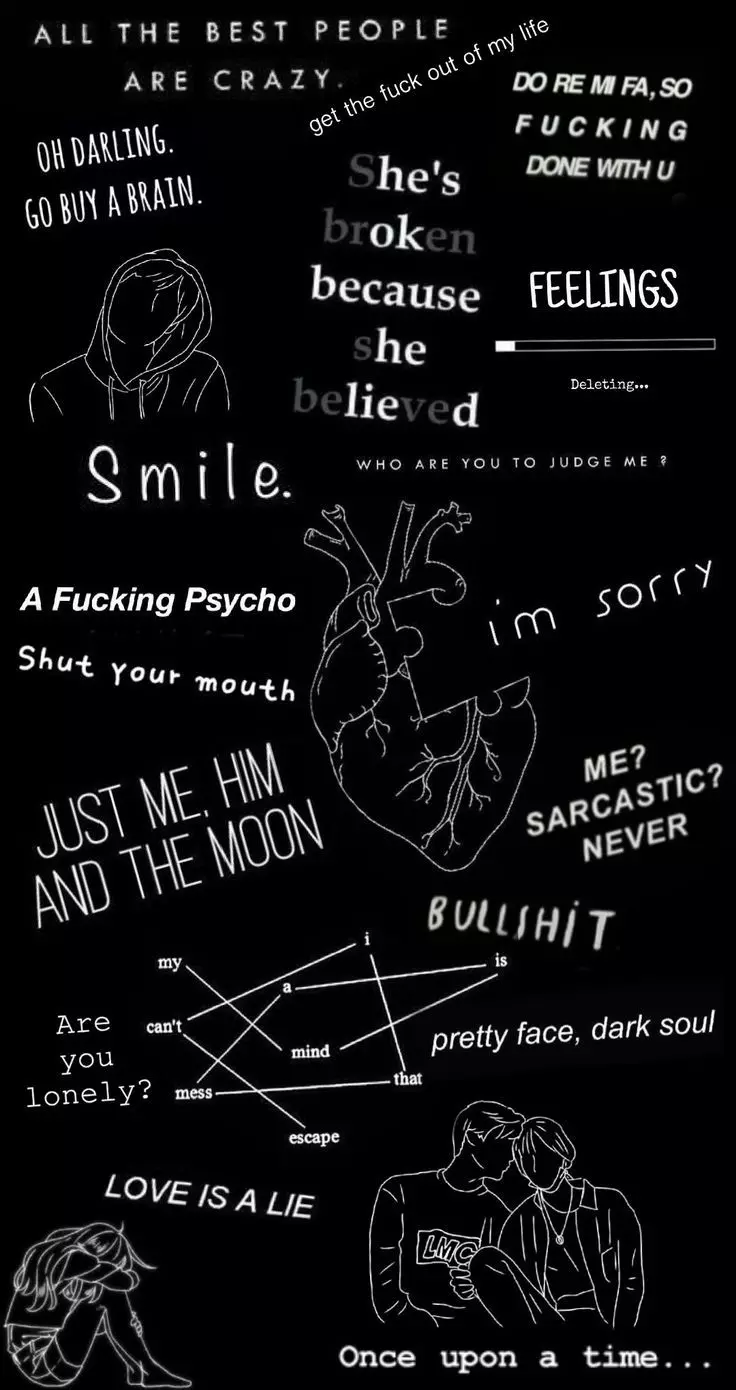 ALL THE BEST PEOPLE
ARE CRAZY.
get the fuck out of my life
DO RE MI FA, SO
FUCKING
DONE WITH U
OH DARLING.
GO BUY A BRAIN.
She's
broken
because
she
believed
FEELINGS
Deleting...
Smile.
WHO ARE YOU TO JUDGE ME ?
A Fucking Psycho
im sorry
Shut your mouth
JUST ME, HIM
AND THE MOON
ME?
SARCASTIC?
NEVER
BULLSHiT
my
i
is
a
can't
mind
that
mess
escape
Are
you
lonely?
pretty face, dark soul
LOVE IS A LIE
LMC
Once upon a time...